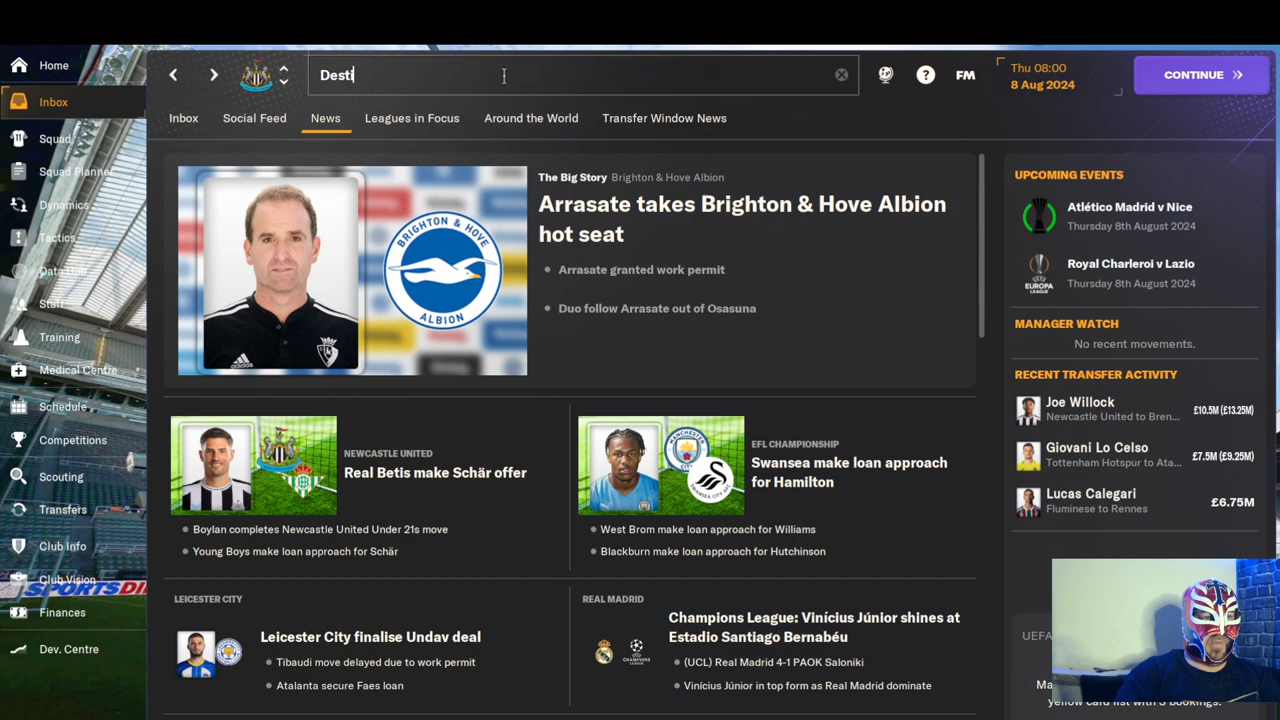 Home
Inbox
Squad
Squad Planner
Dynamics
Tactics
Data Hub
Staff
Training
Medical Centre
Schedule
Competitions
Scouting
Transfers
Club Info
Club Vision
Finances
Dev. Centre
Desti
FM
Thu 08:00
8 Aug 2024
CONTINUE
Inbox
Social Feed
News
Leagues in Focus
Around the World
Transfer Window News
The Big Story Brighton & Hove Albion
Arrasate takes Brighton & Hove Albion
hot seat
Arrasate granted work permit
Duo follow Arrasate out of Osasuna
BRIGHTON & HOVE
ALBION
adidas
NEWCASTLE UNITED
Real Betis make Schär offer
Boylan completes Newcastle United Under 21s move
Young Boys make loan approach for Schär
EFL CHAMPIONSHIP
Swansea make loan approach
for Hamilton
West Brom make loan approach for Williams
Blackburn make loan approach for Hutchinson
LEICESTER CITY
Leicester City finalise Undav deal
Tibaudi move delayed due to work permit
Atalanta secure Faes loan
REAL MADRID
Champions League: Vinícius Júnior shines at
Estadio Santiago Bernabéu
(UCL) Real Madrid 4-1 PAOK Saloniki
Vinícius Júnior in top form as Real Madrid dominate
UPCOMING EVENTS
Atlético Madrid v Nice
Thursday 8th August 2024
Royal Charleroi v Lazio
Thursday 8th August 2024
EUROPA
LEAGUE
MANAGER WATCH
No recent movements.
RECENT TRANSFER ACTIVITY
Joe Willock
Newcastle United to Bren...
£10.5M (£13.25M)
Giovani Lo Celso
Tottenham Hotspur to Ata...
£7.5M (£9.25M)
Lucas Calegari
Fluminese to Rennes
£6.75M
UEFA
Ma
yellow card list with 3 bookings.
SPORTSDI